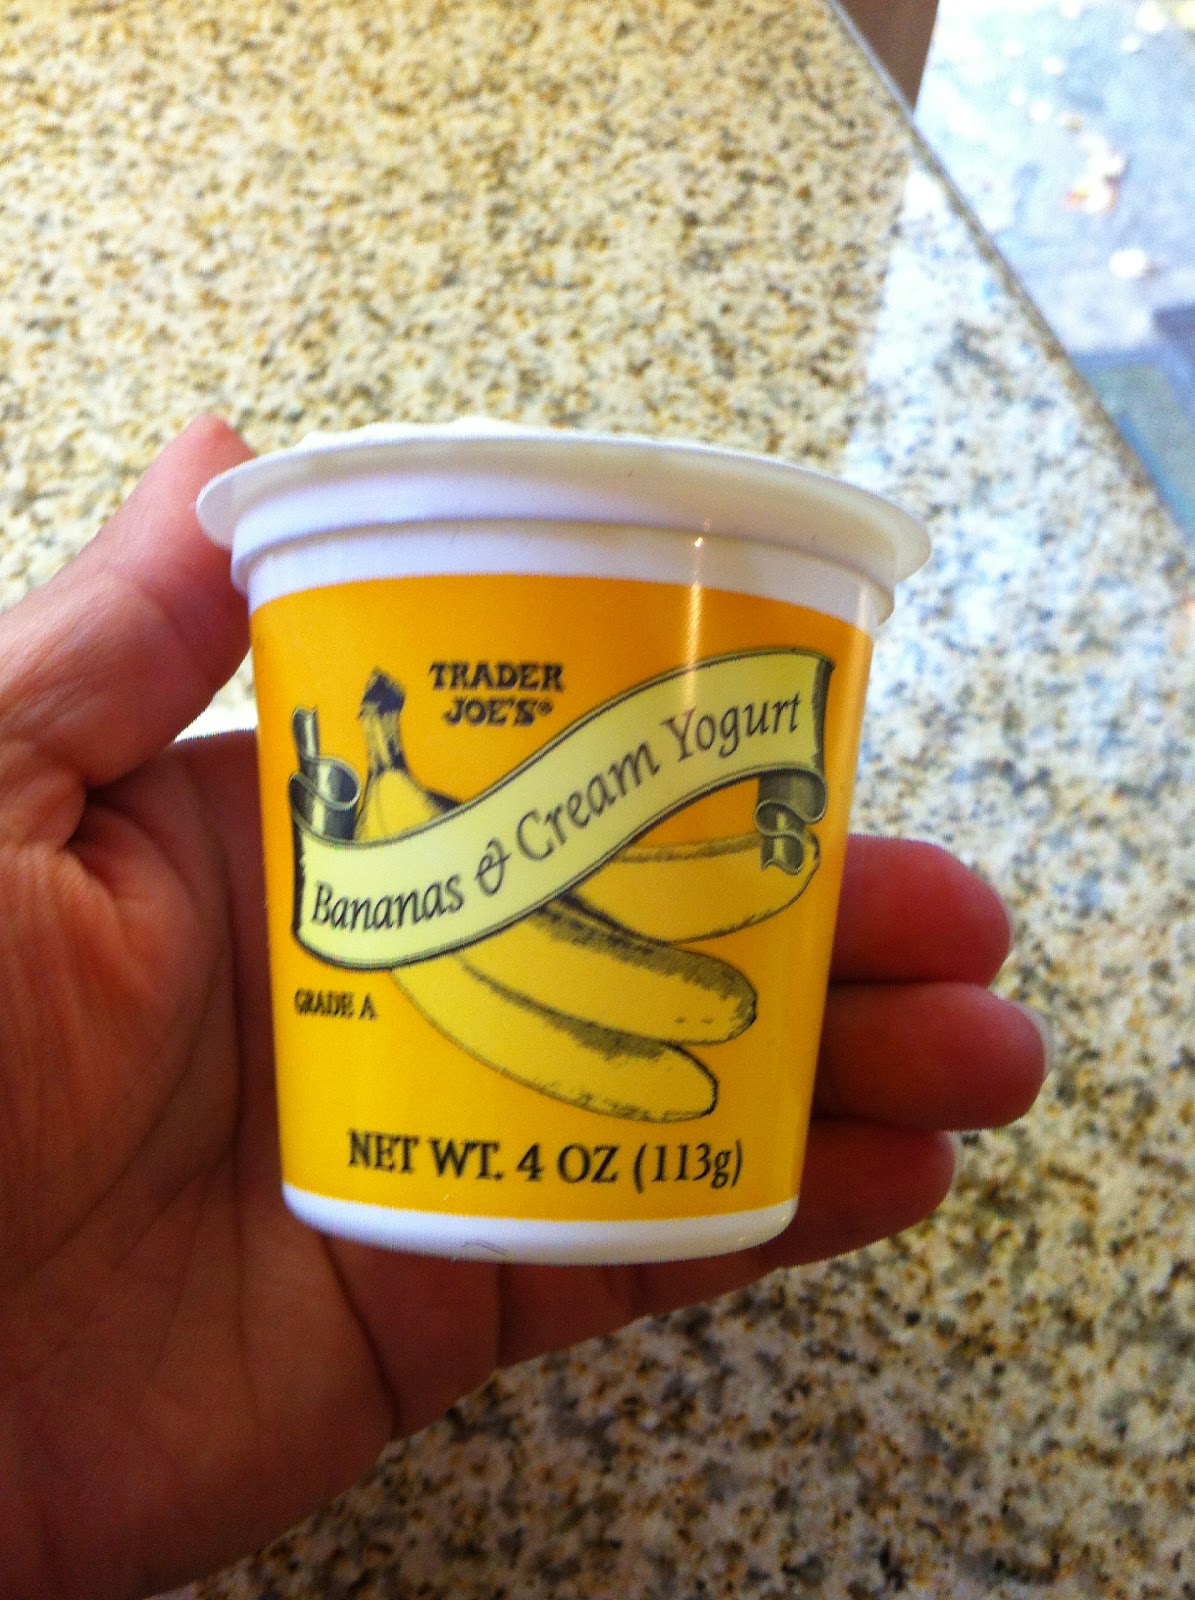 TRADER
JOE'S®
Bananas & Cream Yogurt
GRADE A
NET WT. 4 OZ (113g)